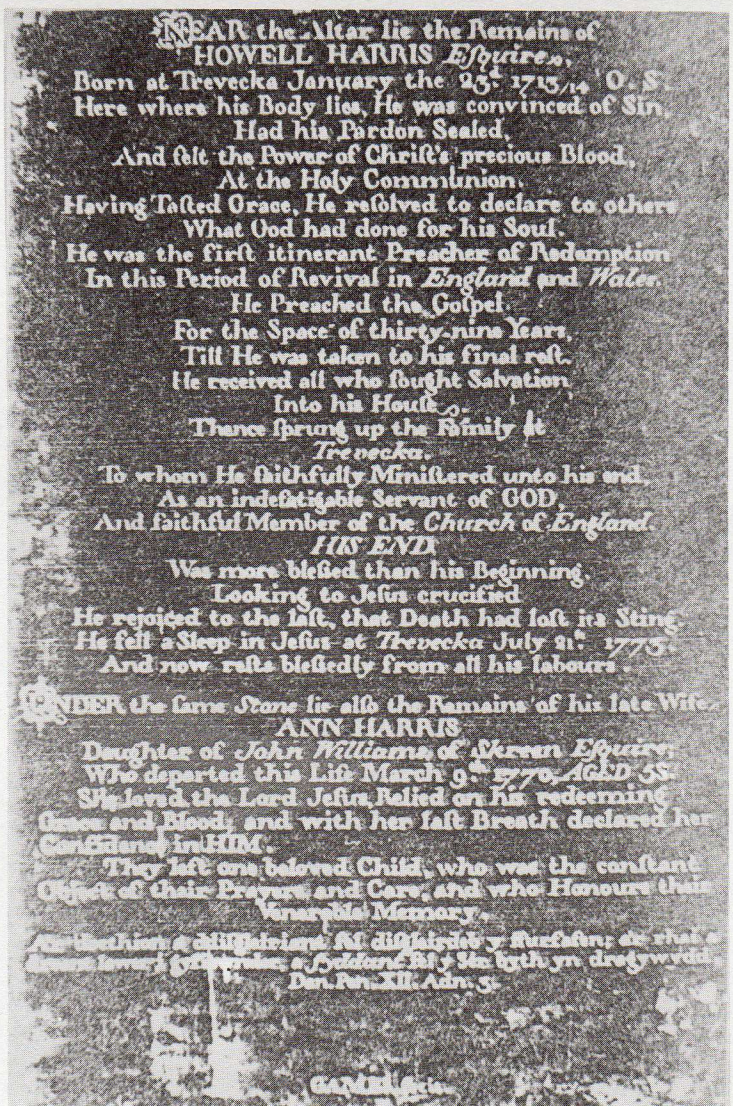 NEAR the Altar lie the Remains of
HOWELL HARRIS Esquire.
Born at Trevecka January the 23d. 1713/14 O. S.
Here where his Body lies, He was convinced of Sin,
Had his Pardon Sealed,
And felt the Power of Christ's precious Blood,
At the Holy Communion.
Having Tasted Grace, He resolved to declare to others
What God had done for his Soul.
He was the first itinerant Preacher of Redemption
In this Period of Revival in England and Wales.
He Preached the Gospel
For the Space of thirty-nine Years,
Till He was taken to his final rest.
He received all who sought Salvation
Into his House.
Thence sprung up the Family at
Trevecka.
To whom He faithfully Ministered unto his end
As an indefatigable Servant of GOD,
And faithful Member of the Church of England.
HIS END
Was more blessed than his Beginning,
Looking to Jesus crucified
He rejoiced to the last, that Death had lost its Sting.
He fell a Sleep in Jesus at Trevecka July 21st. 1773.
And now rests blessedly from all his labours.
UNDER the same Stone lie also the Remains of his late Wife.
ANN HARRIS
Daughter of John Williams of Skreen Esquire;
Who departed this Life March 9th. 1770, AGED 58.
She loved the Lord Jesus, Relied on his redeeming
Grace and Blood, and with her last Breath declared her
Confidence in HIM.
They left one beloved Child, who was the constant
Object of their Prayers and Care, and who Honours their
Venerable Memory.
a ddisgleiriant fel disgleirdeb y ffurfafen; a'r rhai a
a fyddant fel y Ser byth yn dragywydd.
Dan. Pen. XII. Adn. 3.